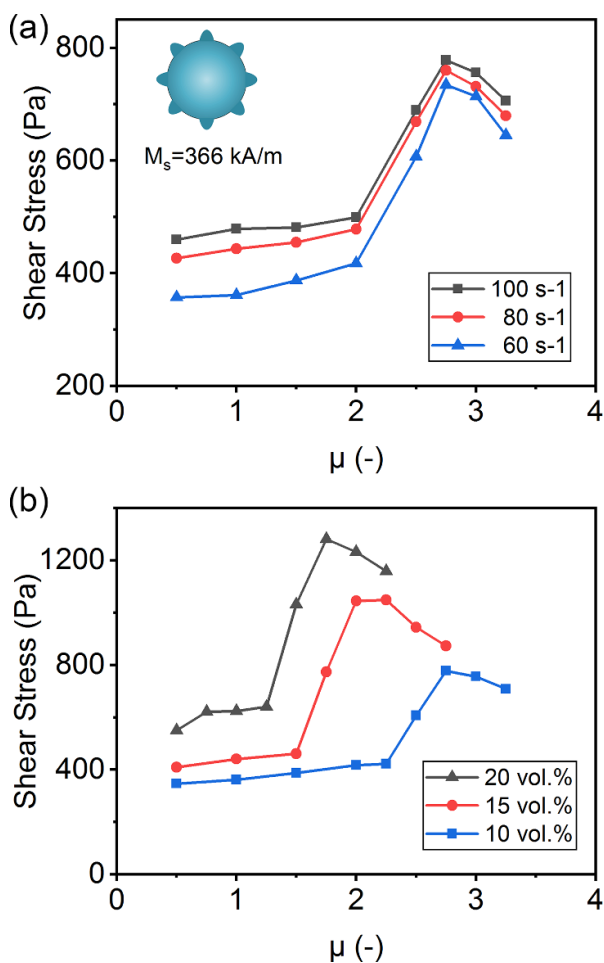 (a)
800
600
400
200
Shear Stress (Pa)
Mₛ=366 kA/m
100 s-1
80 s-1
60 s-1
0 1 2 3 4
μ (-)
(b)
1200
800
400
0
Shear Stress (Pa)
20 vol.%
15 vol.%
10 vol.%
0 1 2 3 4
μ (-)